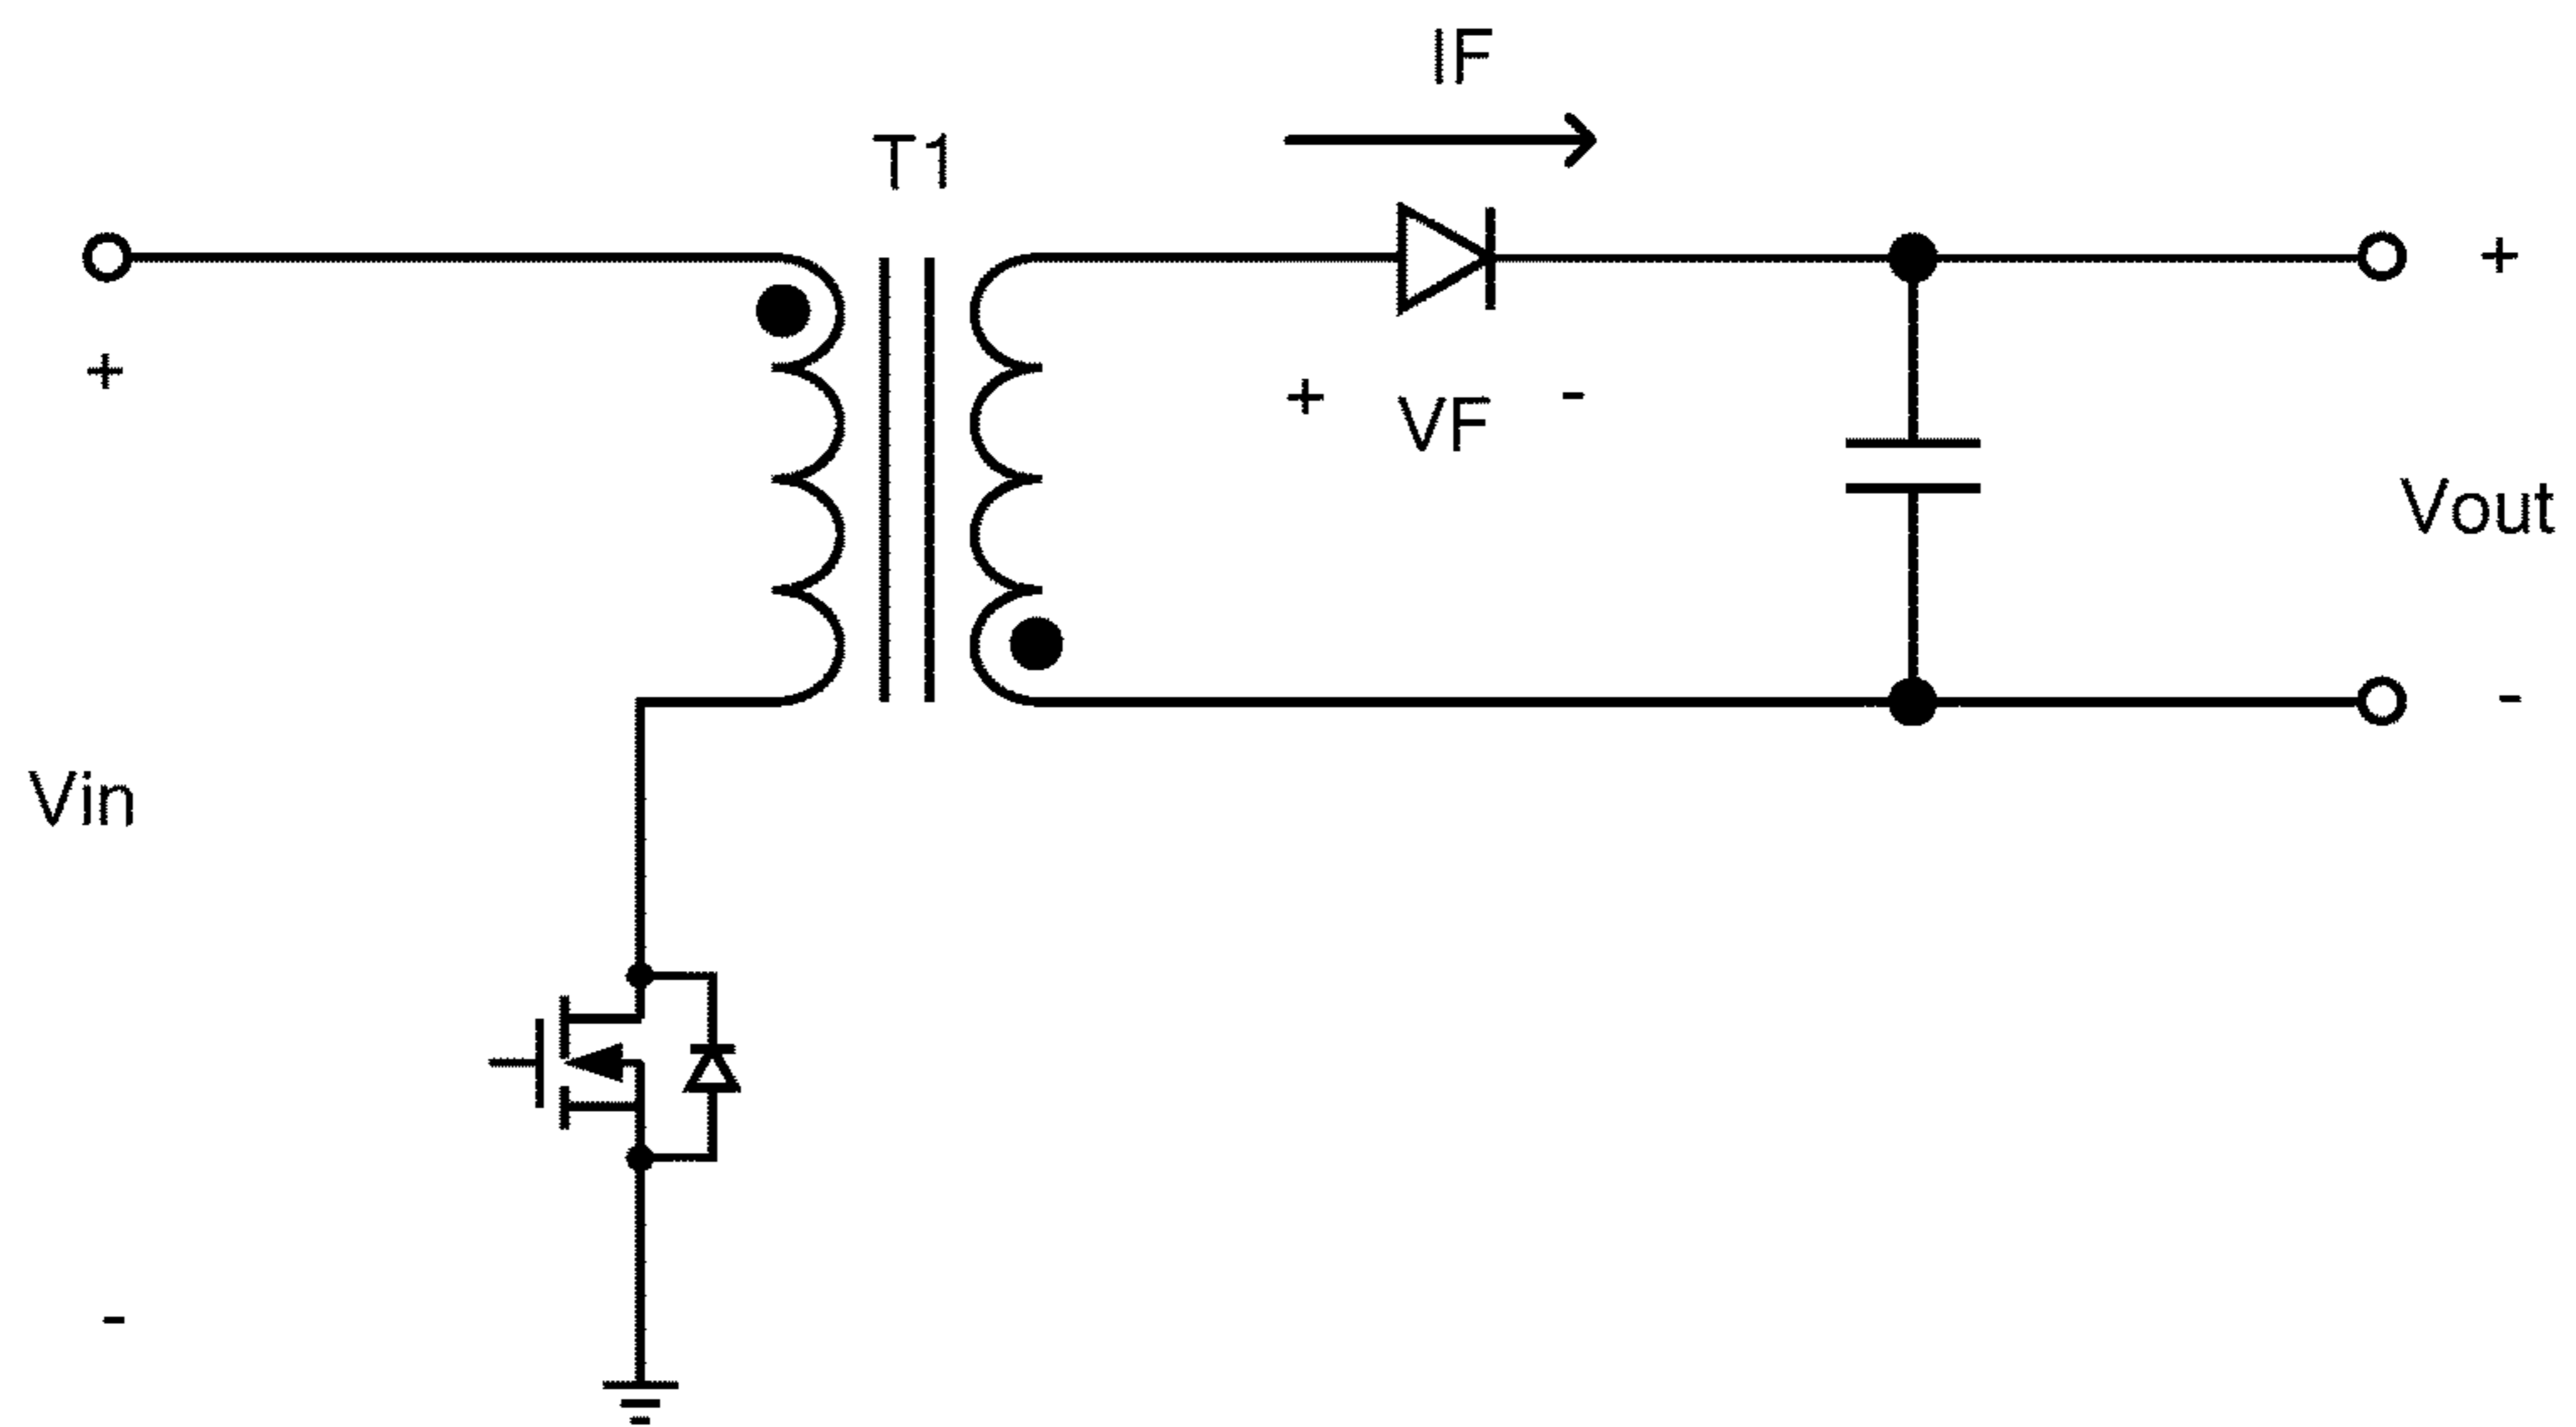 IF
T1
+
+
+ VF -
Vout
-
Vin
-